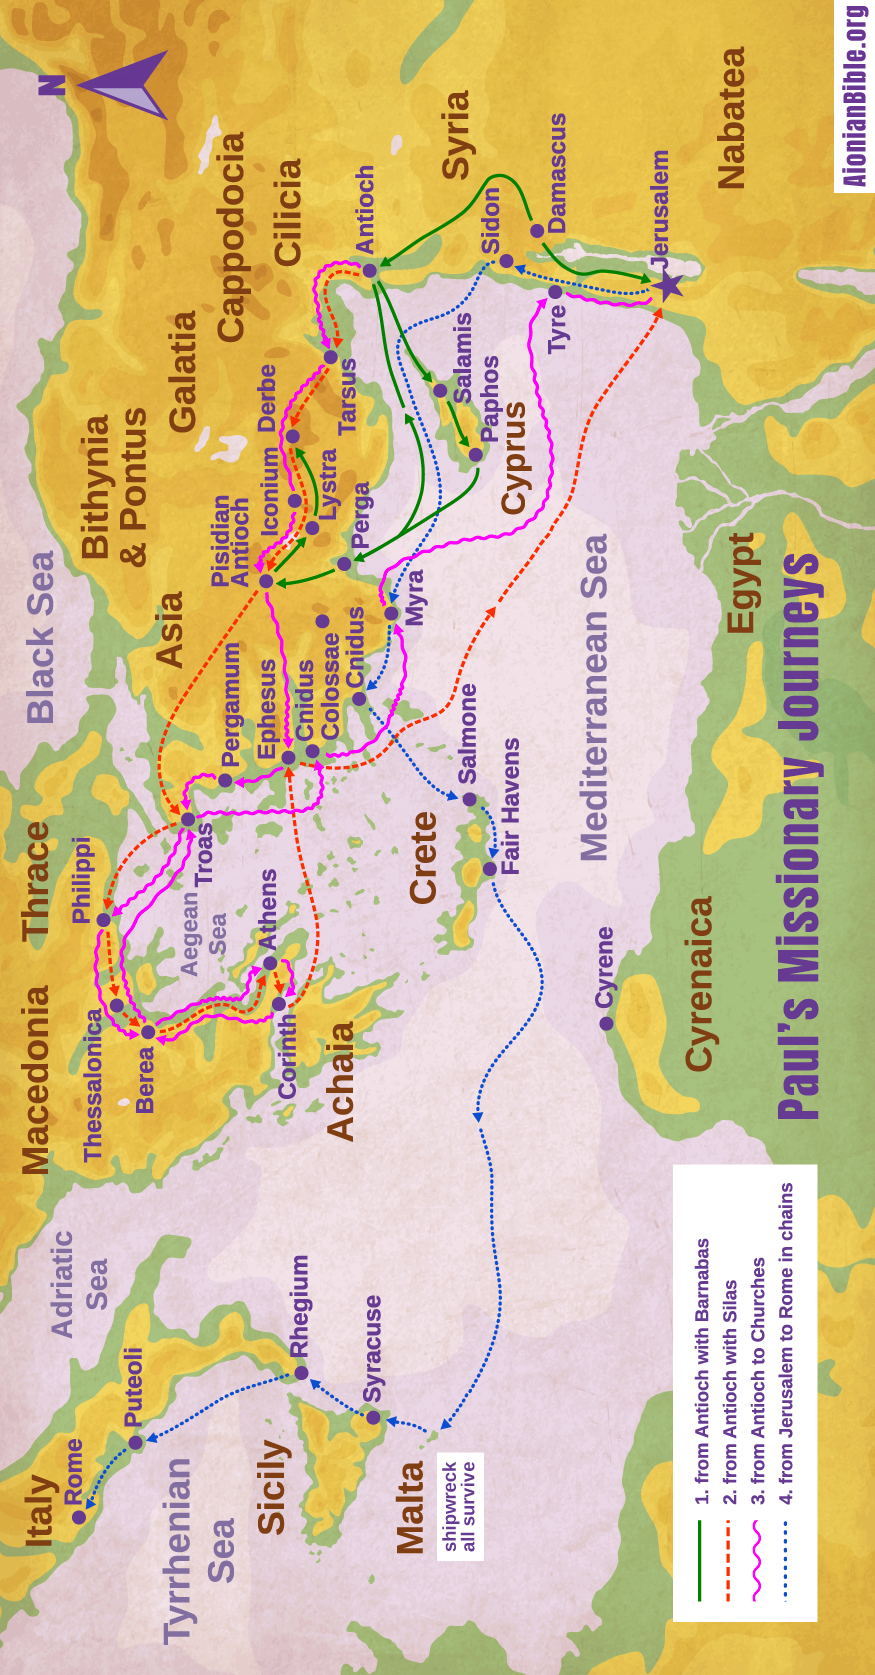 Black Sea
Bithynia
& Pontus
Galatia
Cappodocia
Cilicia
Asia
Thrace
Macedonia
Adriatic
Sea
Italy
Rome
Puteoli
Tyrrhenian
Sea
Sicily
Rhegium
Syracuse
Malta
shipwreck
all survive
Philippi
Thessalonica
Berea
Troas
Aegean
Sea
Athens
Corinth
Achaia
Pergamum
Ephesus
Cnidus
Colossae
Cnidus
Pisidian
Antioch
Iconium
Derbe
Lystra
Tarsus
Perga
Myra
Antioch
Syria
Salamis
Paphos
Cyprus
Sidon
Damascus
Tyre
Jerusalem
Nabatea
Crete
Salmone
Fair Havens
Mediterranean Sea
Cyrene
Cyrenaica
Egypt
Paul's Missionary Journeys
1. from Antioch with Barnabas
2. from Antioch with Silas
3. from Antioch to Churches
4. from Jerusalem to Rome in chains
N
AionianBible.org